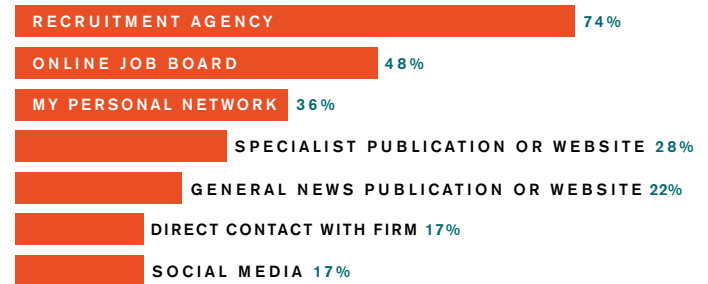 RECRUITMENT AGENCY 74%
ONLINE JOB BOARD 48%
MY PERSONAL NETWORK 36%
SPECIALIST PUBLICATION OR WEBSITE 28%
GENERAL NEWS PUBLICATION OR WEBSITE 22%
DIRECT CONTACT WITH FIRM 17%
SOCIAL MEDIA 17%